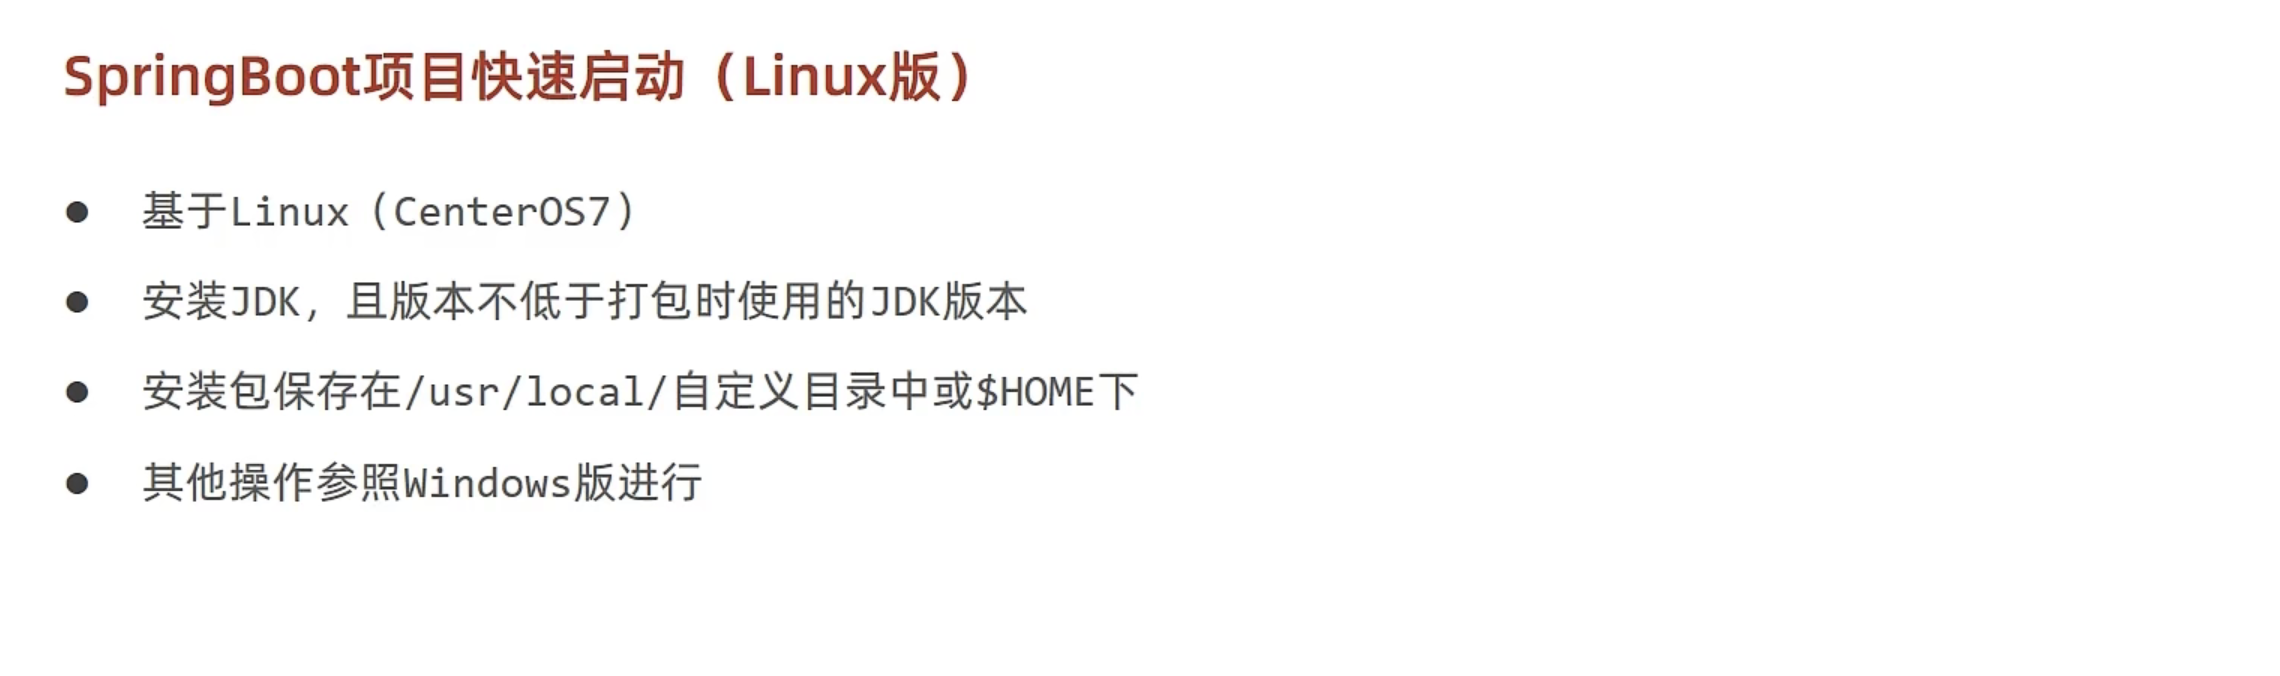 SpringBoot项目快速启动（Linux版）
● 基于Linux（CenterOS7）
● 安装JDK，且版本不低于打包时使用的JDK版本
● 安装包保存在/usr/local/自定义目录中或$HOME下
● 其他操作参照Windows版进行